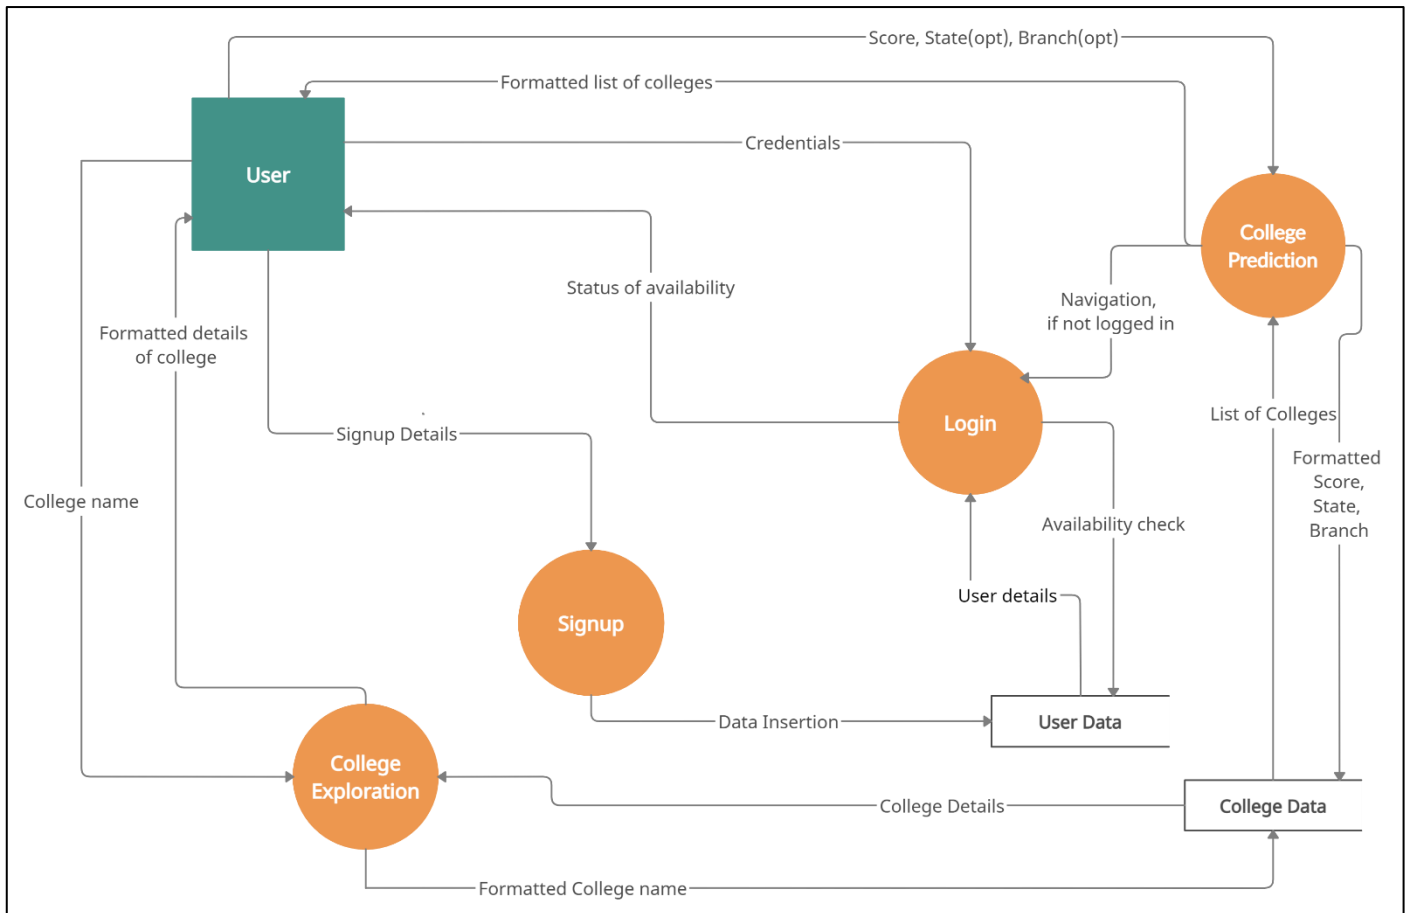 Score, State(opt), Branch(opt)
Formatted list of colleges
Credentials
User
College
Prediction
Status of availability
Navigation,
if not logged in
Formatted details
of college
List of Colleges
Login
Signup Details
Formatted
Score,
State,
Branch
College name
Availability check
User details
Signup
Data Insertion
User Data
College
Exploration
College Details
College Data
Formatted College name